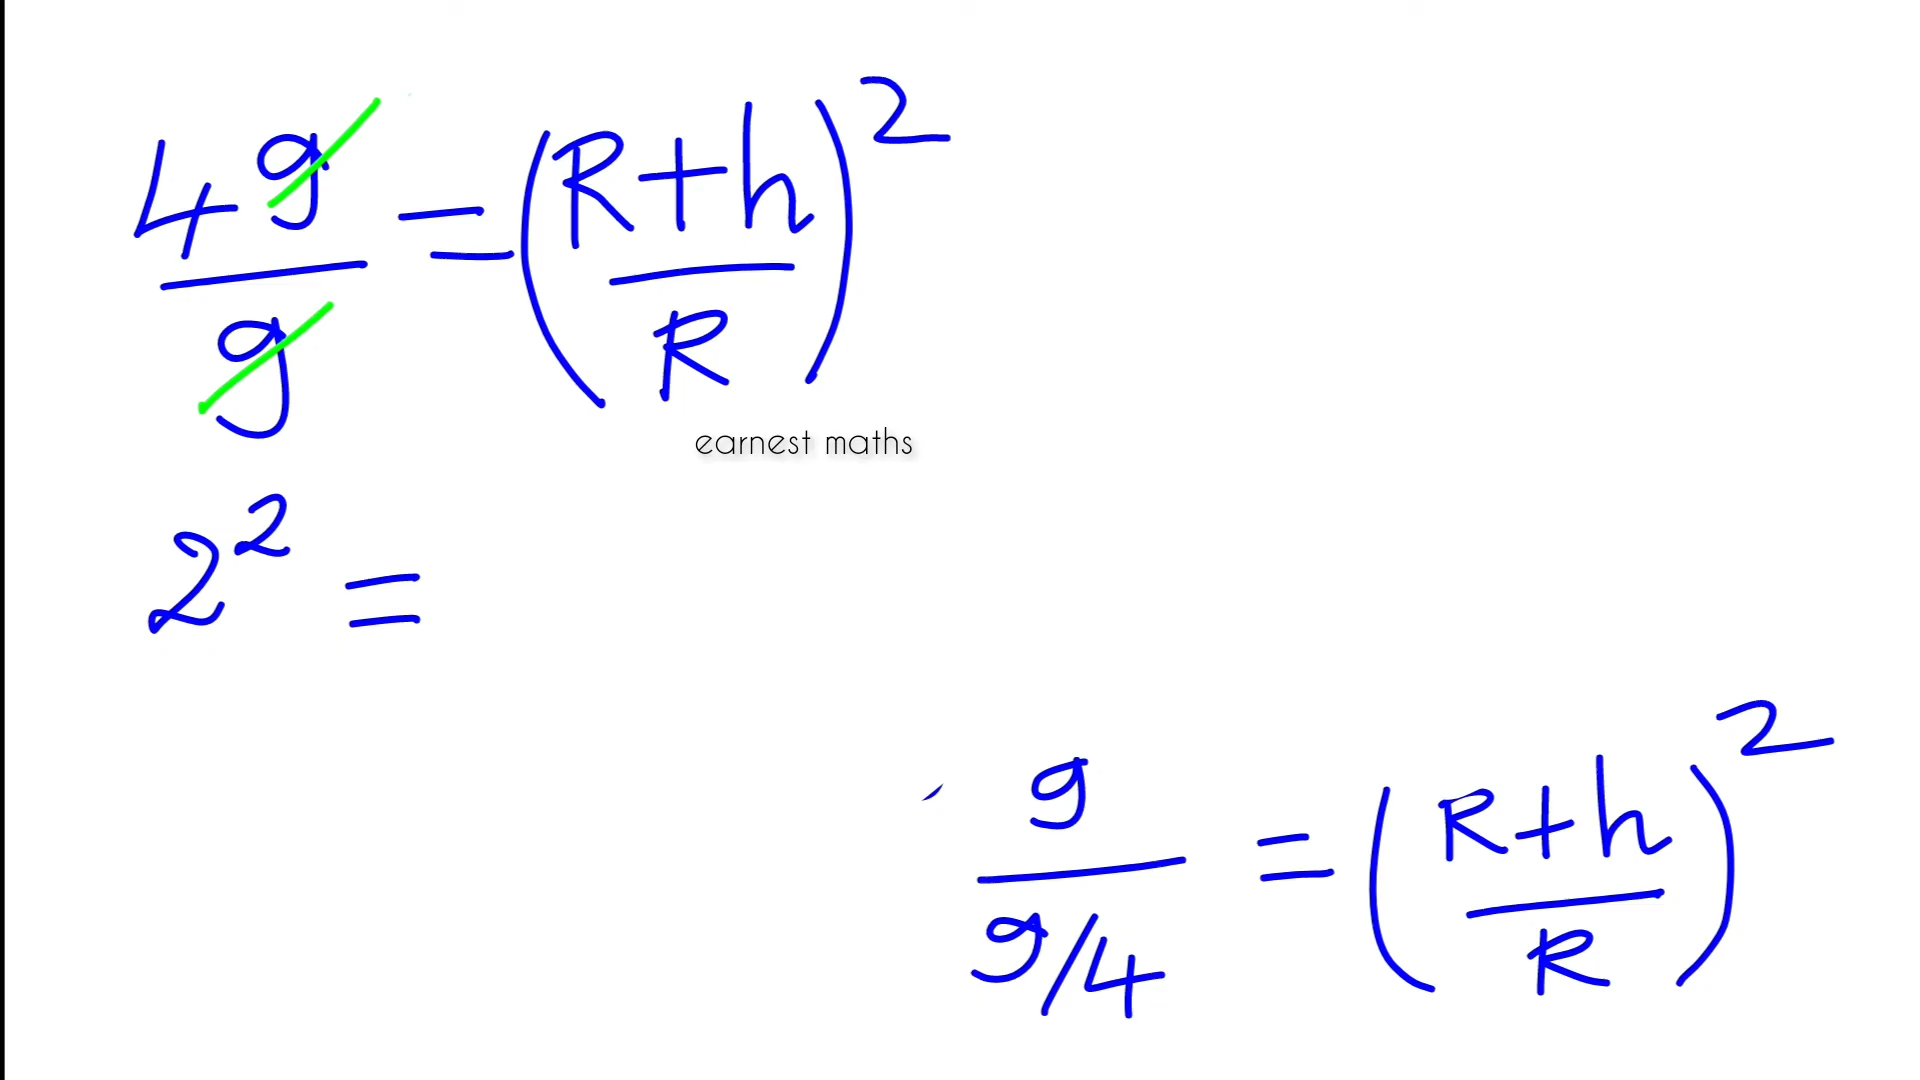 4g/g = (R+h/R)²
earnest maths
2² =
g/g/4 = (R+h/R)²